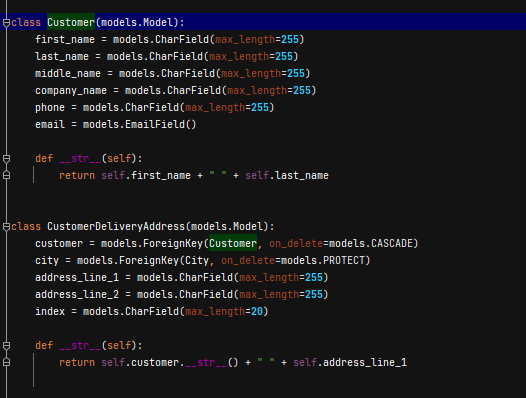 class Customer(models.Model):
first_name = models.CharField(max_length=255)
last_name = models.CharField(max_length=255)
middle_name = models.CharField(max_length=255)
company_name = models.CharField(max_length=255)
phone = models.CharField(max_length=255)
email = models.EmailField()
def __str__(self):
return self.first_name + " " + self.last_name
class CustomerDeliveryAddress(models.Model):
customer = models.ForeignKey(Customer, on_delete=models.CASCADE)
city = models.ForeignKey(City, on_delete=models.PROTECT)
address_line_1 = models.CharField(max_length=255)
address_line_2 = models.CharField(max_length=255)
index = models.CharField(max_length=20)
def __str__(self):
return self.customer.__str__() + " " + self.address_line_1